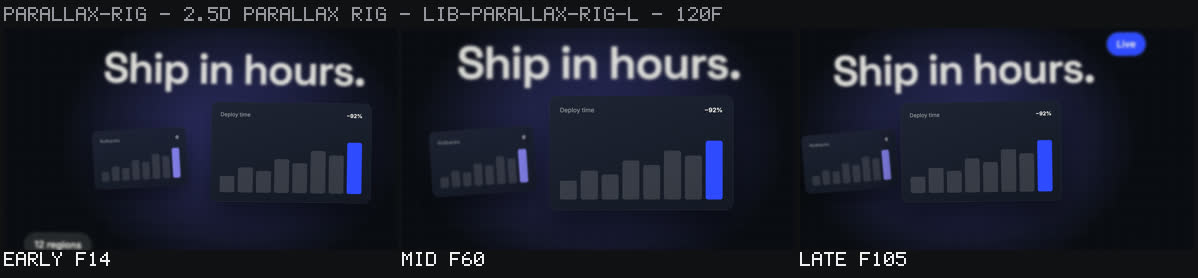 PARALLAX-RIG - 2.5D PARALLAX RIG - LIB-PARALLAX-RIG-L - 120F
Ship in hours.
Deploy time
-92%
12 regions
EARLY F14
Ship in hours.
Deploy time
-92%
MID F60
Live
Ship in hours.
Deploy time
-92%
LATE F105